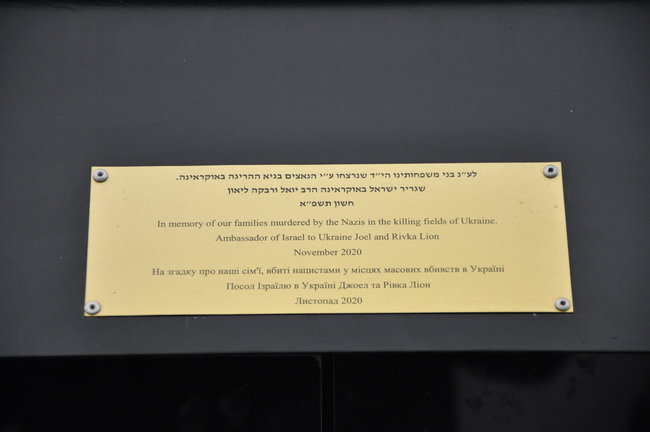 לע״נ בני משפחותינו הי״ד שנרצחו ע״י הנאצים בגיא ההריגה באוקראינה.
שגריר ישראל באוקראינה הרב יואל ורבקה ליאון
חשון תשפ״א
In memory of our families murdered by the Nazis in the killing fields of Ukraine.
Ambassador of Israel to Ukraine Joel and Rivka Lion
November 2020
На згадку про наші сім'ї, вбиті нацистами у місцях масових вбивств в Україні
Посол Ізраїлю в Україні Джоел та Рівка Ліон
Листопад 2020